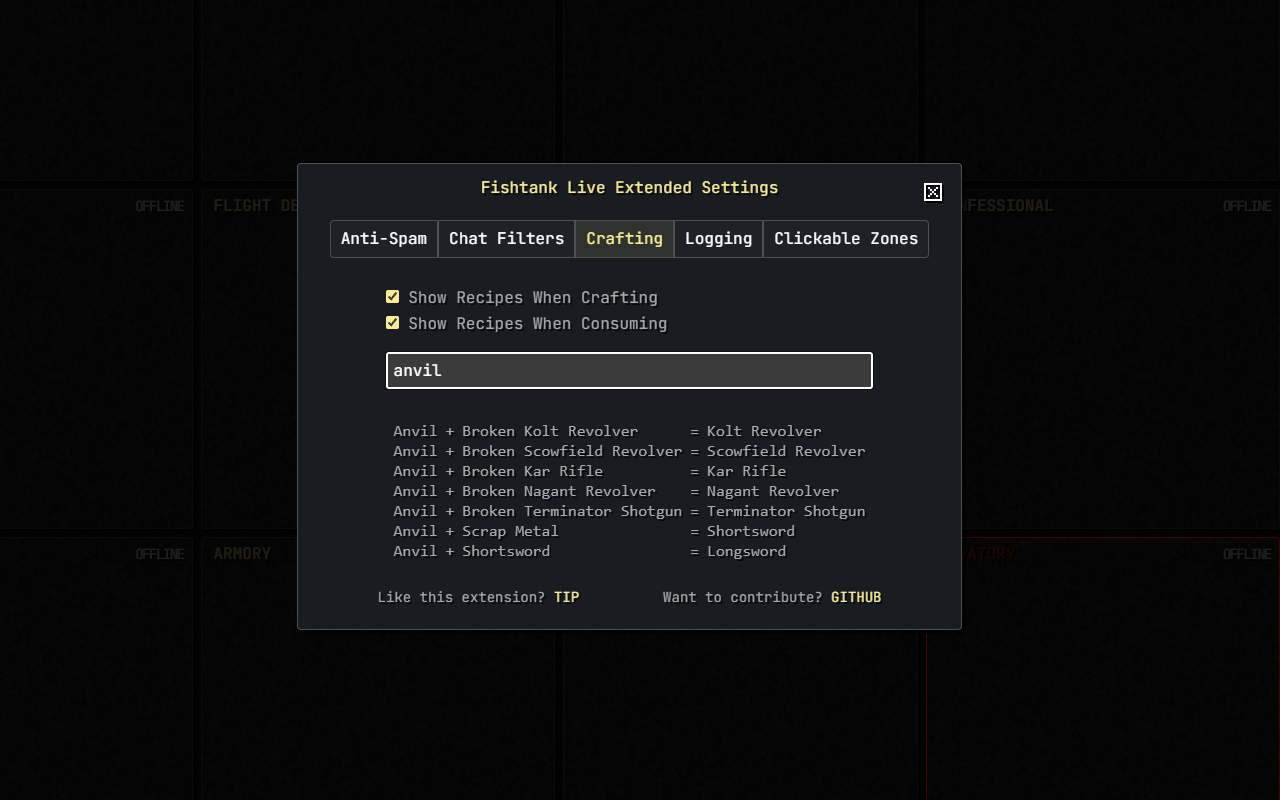 Fishtank Live Extended Settings
Anti-Spam Chat Filters Crafting Logging Clickable Zones
Show Recipes When Crafting
Show Recipes When Consuming
anvil
Anvil + Broken Kolt Revolver = Kolt Revolver
Anvil + Broken Scowfield Revolver = Scowfield Revolver
Anvil + Broken Kar Rifle = Kar Rifle
Anvil + Broken Nagant Revolver = Nagant Revolver
Anvil + Broken Terminator Shotgun = Terminator Shotgun
Anvil + Scrap Metal = Shortsword
Anvil + Shortsword = Longsword
Like this extension? TIP Want to contribute? GITHUB
OFFLINE FLIGHT OFFLINE
OFFLINE ARMORY OFFLINE